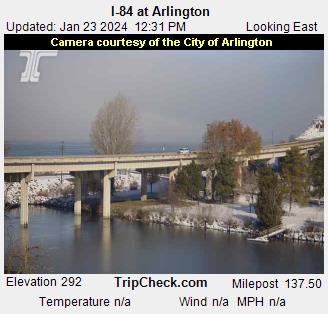 I-84 at Arlington
Updated: Jan 23 2024 12:31 PM Looking East
Camera courtesy of the City of Arlington
Elevation 292 TripCheck.com Milepost 137.50
Temperature n/a Wind n/a MPH n/a